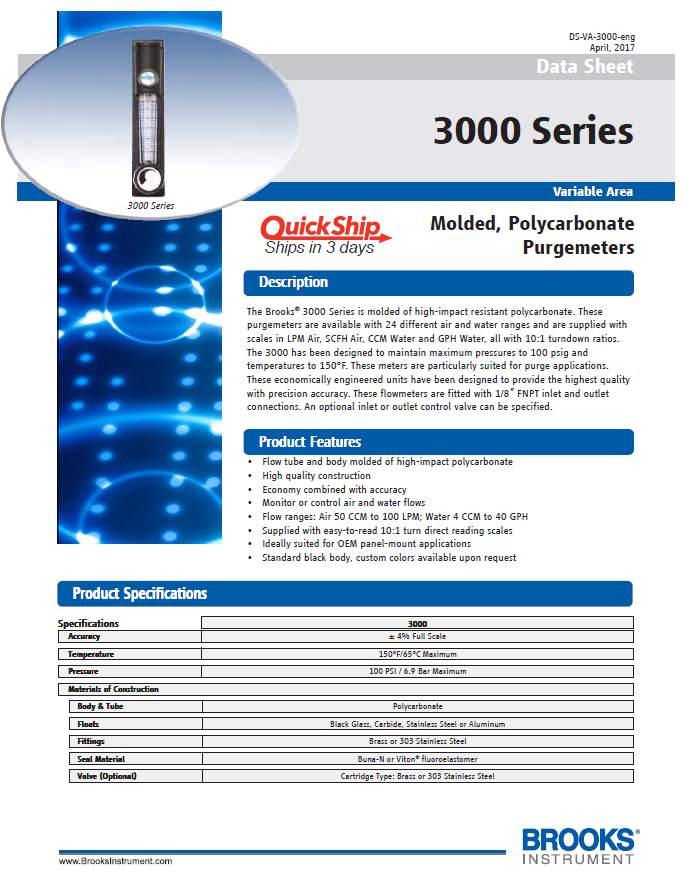 DS-VA-3000-eng
April, 2017
Data Sheet
3000 Series
Variable Area
BROOKS
3000 Series
QuickShip
Ships in 3 days
Molded, Polycarbonate
Purgemeters
Description
The Brooks® 3000 Series is molded of high-impact resistant polycarbonate. These
purgemeters are available with 24 different air and water ranges and are supplied with
scales in LPM Air, SCFH Air, CCM Water and GPH Water, all with 10:1 turndown ratios.
The 3000 has been designed to maintain maximum pressures to 100 psig and
temperatures to 150°F. These meters are particularly suited for purge applications.
These economically engineered units have been designed to provide the highest quality
with precision accuracy. These flowmeters are fitted with 1/8″ FNPT inlet and outlet
connections. An optional inlet or outlet control valve can be specified.
Product Features
• Flow tube and body molded of high-impact polycarbonate
• High quality construction
• Economy combined with accuracy
• Monitor or control air and water flows
• Flow ranges: Air 50 CCM to 100 LPM; Water 4 CCM to 40 GPH
• Supplied with easy-to-read 10:1 turn direct reading scales
• Ideally suited for OEM panel-mount applications
• Standard black body, custom colors available upon request
Product Specifications
Specifications 3000
Accuracy ± 4% Full Scale
Temperature 150°F/65°C Maximum
Pressure 100 PSI / 6.9 Bar Maximum
Materials of Construction
Body & Tube Polycarbonate
Floats Black Glass, Carbide, Stainless Steel or Aluminum
Fittings Brass or 303 Stainless Steel
Seal Material Buna-N or Viton® fluoroelastomer
Valve (Optional) Cartridge Type: Brass or 303 Stainless Steel
www.BrooksInstrument.com
BROOKS®
INSTRUMENT